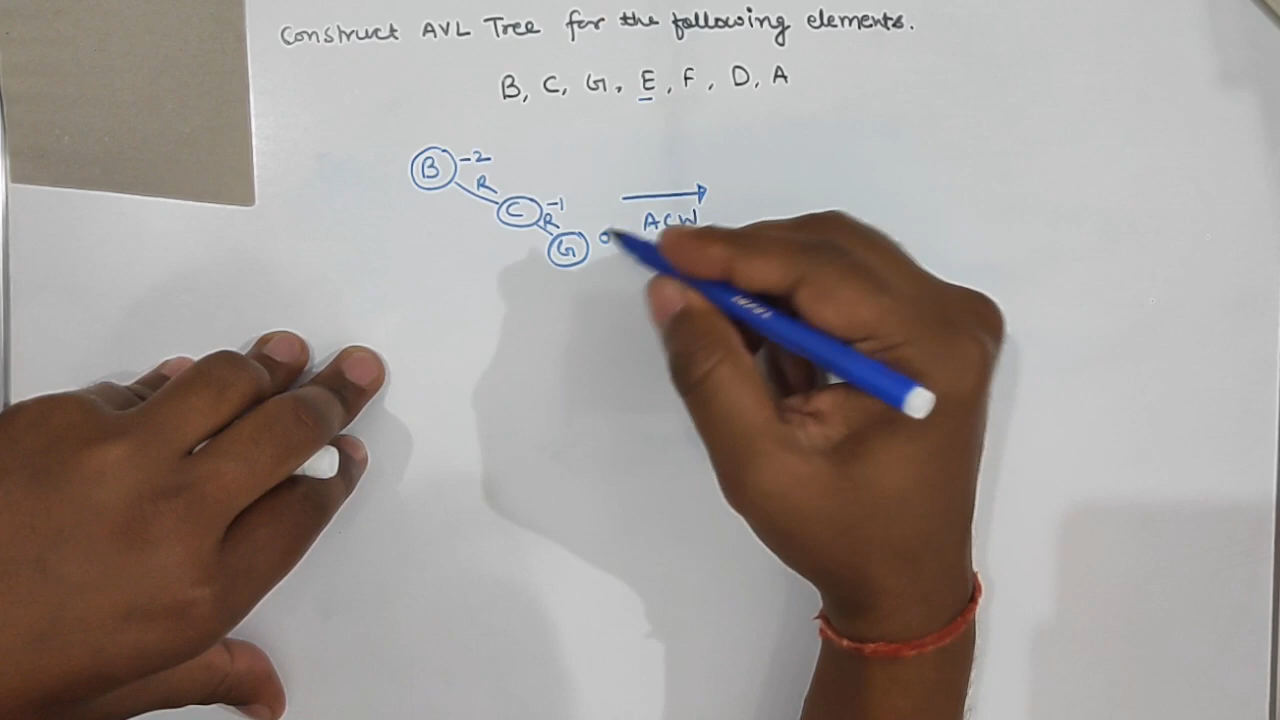 Construct AVL Tree for the following elements.
B, C, G, E, F, D, A
B -2
R
C -1
R
G 0
ACW